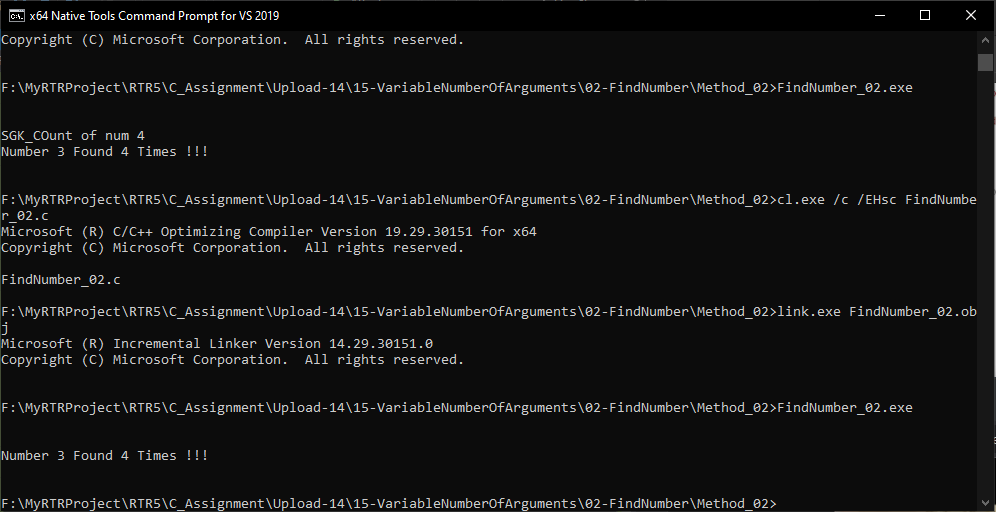 x64 Native Tools Command Prompt for VS 2019
Copyright (C) Microsoft Corporation.  All rights reserved.
F:\MyRTRProject\RTR5\C_Assignment\Upload-14\15-VariableNumberOfArguments\02-FindNumber\Method_02>FindNumber_02.exe
SGK_COunt of num 4
Number 3 Found 4 Times !!!
F:\MyRTRProject\RTR5\C_Assignment\Upload-14\15-VariableNumberOfArguments\02-FindNumber\Method_02>cl.exe /c /EHsc FindNumbe
r_02.c
Microsoft (R) C/C++ Optimizing Compiler Version 19.29.30151 for x64
Copyright (C) Microsoft Corporation.  All rights reserved.
FindNumber_02.c
F:\MyRTRProject\RTR5\C_Assignment\Upload-14\15-VariableNumberOfArguments\02-FindNumber\Method_02>link.exe FindNumber_02.ob
j
Microsoft (R) Incremental Linker Version 14.29.30151.0
Copyright (C) Microsoft Corporation.  All rights reserved.
F:\MyRTRProject\RTR5\C_Assignment\Upload-14\15-VariableNumberOfArguments\02-FindNumber\Method_02>FindNumber_02.exe
Number 3 Found 4 Times !!!
F:\MyRTRProject\RTR5\C_Assignment\Upload-14\15-VariableNumberOfArguments\02-FindNumber\Method_02>